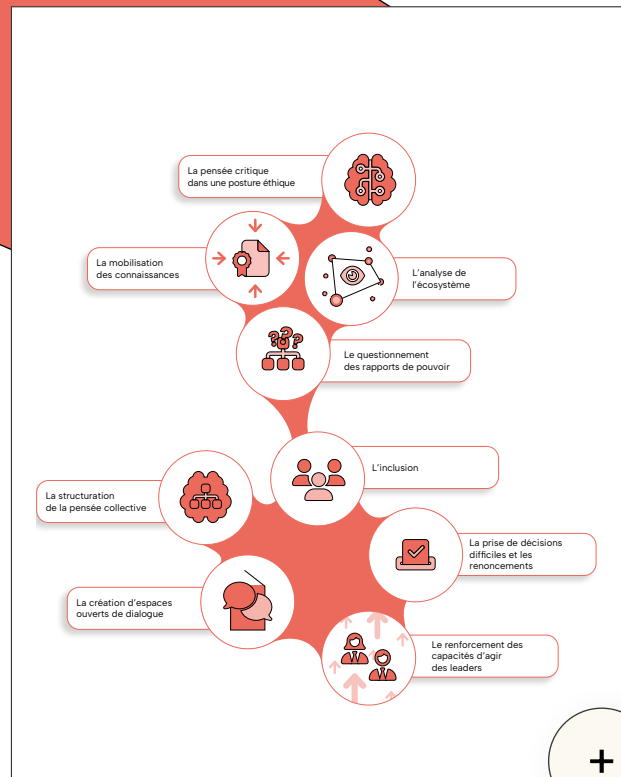 La pensée critique
dans une posture éthique
La mobilisation
des connaissances
L'analyse de
l'écosystème
???
Le questionnement
des rapports de pouvoir
L'inclusion
La structuration
de la pensée collective
La prise de décisions
difficiles et les
renoncements
La création d'espaces
ouverts de dialogue
Le renforcement des
capacités d'agir
des leaders
+